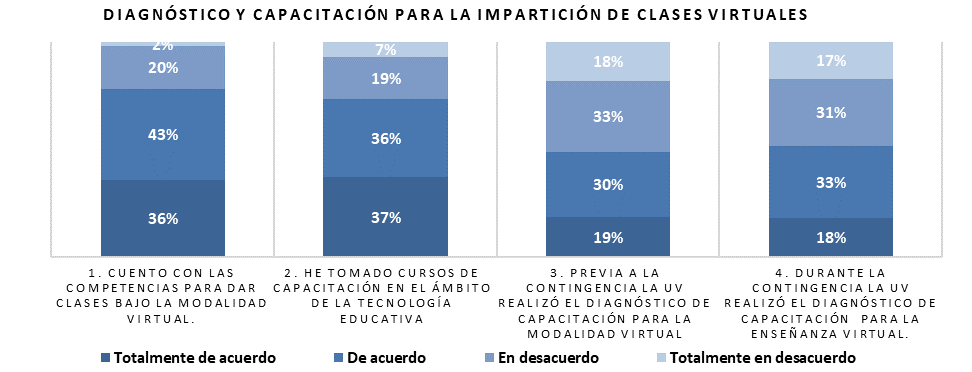 DIAGNÓSTICO Y CAPACITACIÓN PARA LA IMPARTICIÓN DE CLASES VIRTUALES
2% 7% 18% 17%
20% 19% 33% 31%
43% 36% 30% 33%
36% 37% 19% 18%
1. CUENTO CON LAS
COMPETENCIAS PARA DAR
CLASES BAJO LA MODALIDAD
VIRTUAL.
2. HE TOMADO CURSOS DE
CAPACITACIÓN EN EL ÁMBITO
DE LA TECNOLOGÍA
EDUCATIVA
3. PREVIA A LA
CONTINGENCIA LA UV
REALIZÓ EL DIAGNÓSTICO DE
CAPACITACIÓN PARA LA
MODALIDAD VIRTUAL
4. DURANTE LA
CONTINGENCIA LA UV
REALIZÓ EL DIAGNÓSTICO DE
CAPACITACIÓN PARA LA
ENSEÑANZA VIRTUAL.
Totalmente de acuerdo De acuerdo En desacuerdo Totalmente en desacuerdo